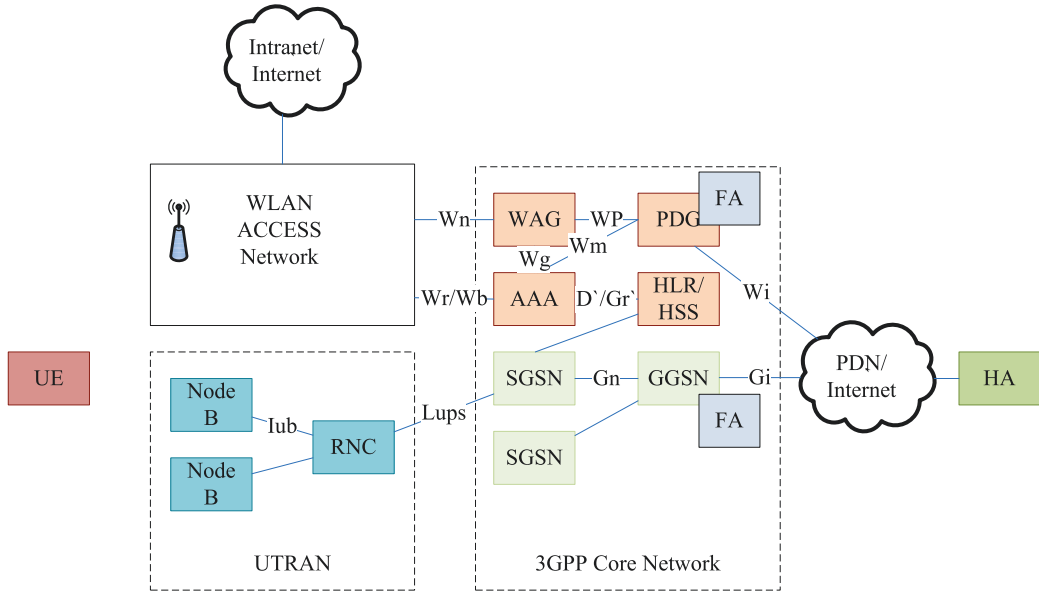 Intranet/
Internet
WLAN
ACCESS
Network
Wn
WAG
WP
PDG
FA
Wm
Wg
Wr/Wb
AAA
D`/Gr`
HLR/
HSS
Wi
UE
Node
B
Iub
Node
B
RNC
Lups
UTRAN
SGSN
Gn
GGSN
Gi
FA
SGSN
3GPP Core Network
PDN/
Internet
HA